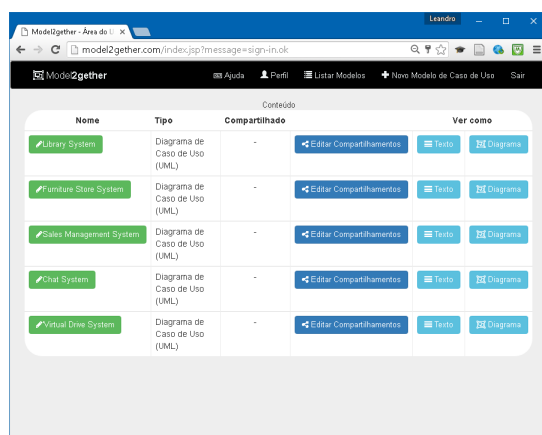 Leandro
Model2gether - Área do U
model2gether.com/index.jsp?message=sign-in.ok
Model2gether Ajuda Perfil Listar Modelos Novo Modelo de Caso de Uso Sair
Conteúdo
Nome Tipo Compartilhado Ver como
Library System Diagrama de Caso de Uso (UML) - Editar Compartilhamentos Texto Diagrama
Furniture Store System Diagrama de Caso de Uso (UML) - Editar Compartilhamentos Texto Diagrama
Sales Management System Diagrama de Caso de Uso (UML) - Editar Compartilhamentos Texto Diagrama
Chat System Diagrama de Caso de Uso (UML) - Editar Compartilhamentos Texto Diagrama
Virtual Drive System Diagrama de Caso de Uso (UML) - Editar Compartilhamentos Texto Diagrama